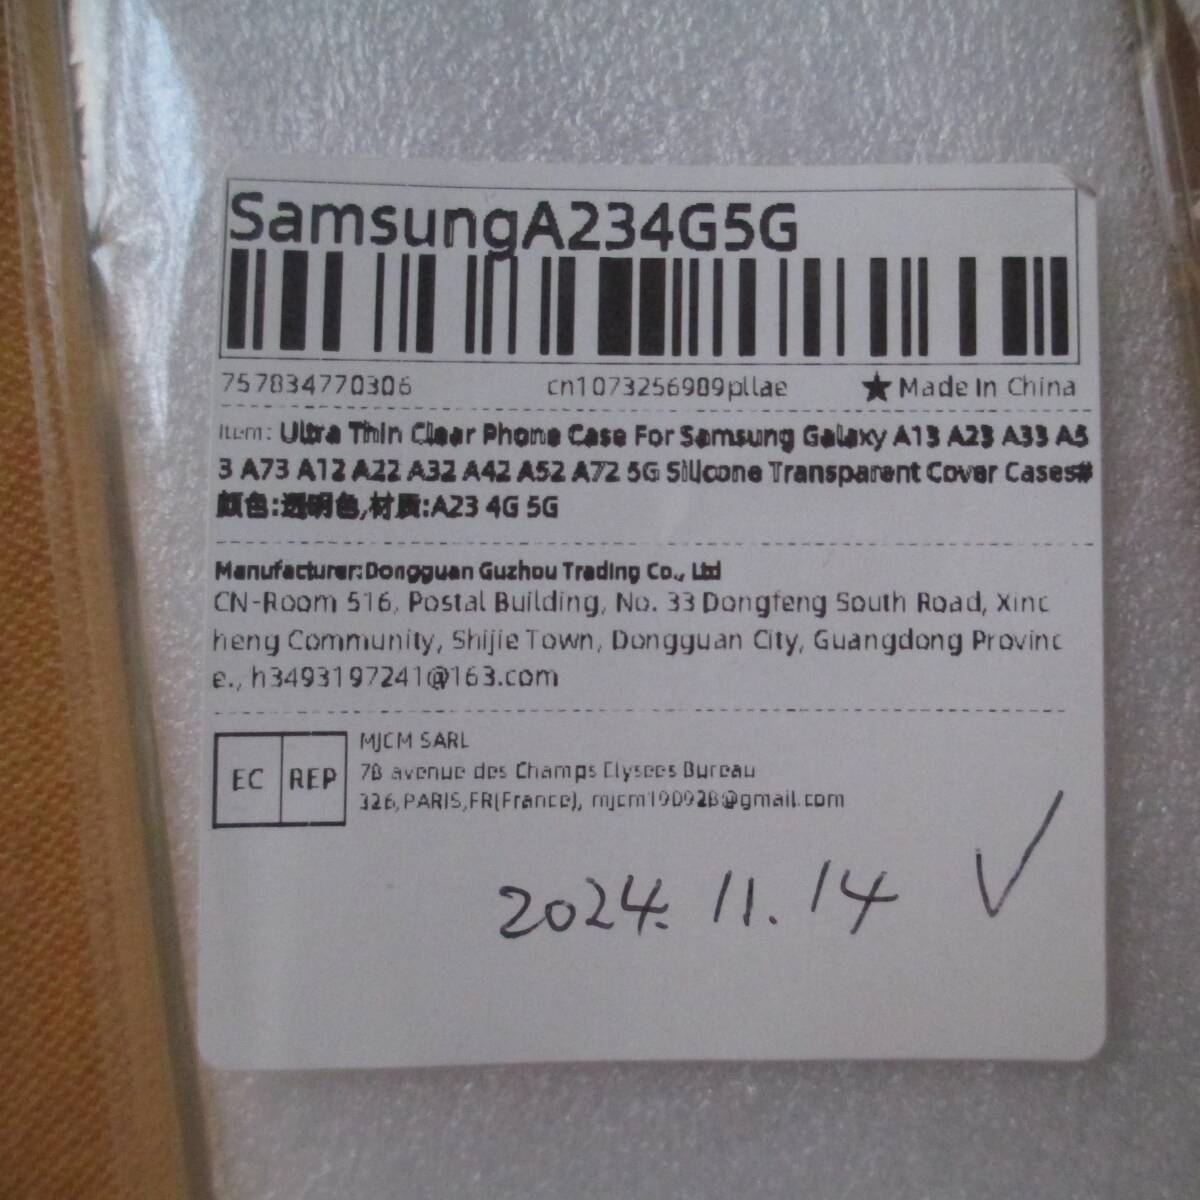 SamsungA234G5G
757834770306 cn1073256909pllae ★Made In China
Item: Ultra Thin Clear Phone Case For Samsung Galaxy A13 A23 A33 A5
3 A73 A12 A22 A32 A42 A52 A72 5G Silicone Transparent Cover Cases#
颜色:透明色,材质:A23 4G 5G
Manufacturer:Dongguan Guzhou Trading Co., Ltd
CN-Room 516, Postal Building, No. 33 Dongfeng South Road, Xinc
heng Community, Shijie Town, Dongguan City, Guangdong Provinc
e., h3493197241@163.com
EC REP
MJCM SARL
78 avenue des Champs Elysees Bureau
326,PARIS,FR(France), mjcm190928@gmail.com
2024.11.14 ✓